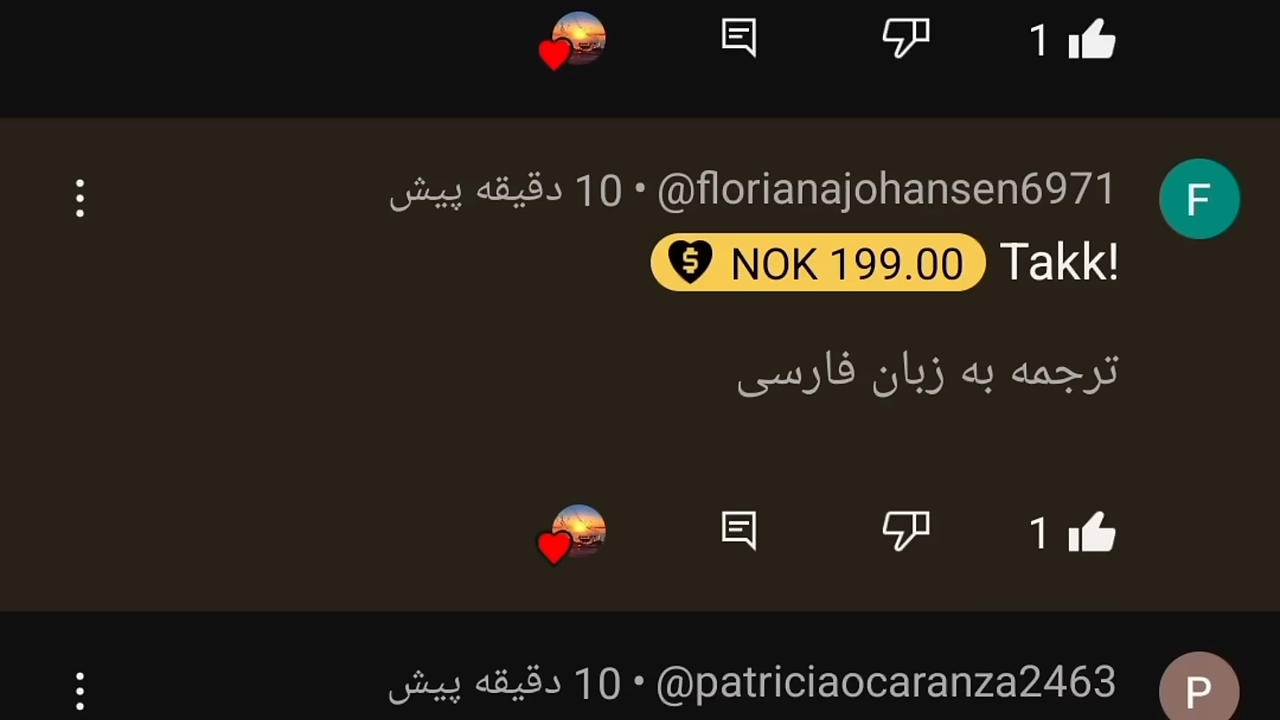 1
@florianajohansen6971 • 10 دقیقه پیش
Takk! NOK 199.00
ترجمه به زبان فارسی
1
@patriciaocaranza2463 • 10 دقیقه پیش
F
P